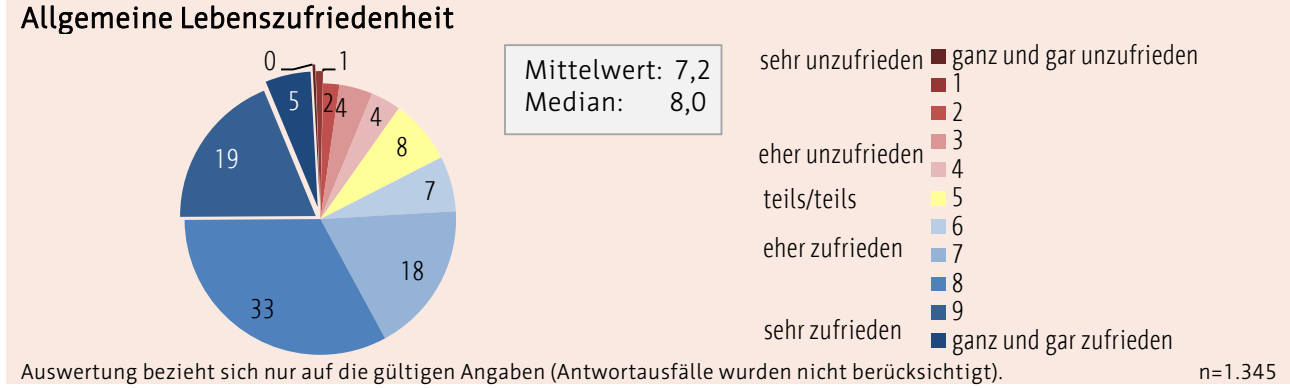 Allgemeine Lebenszufriedenheit
0 1
5 2 4 4
8
19
7
18
33
Mittelwert: 7,2
Median: 8,0
sehr unzufrieden
eher unzufrieden
teils/teils
eher zufrieden
sehr zufrieden
ganz und gar unzufrieden
1
2
3
4
5
6
7
8
9
ganz und gar zufrieden
Auswertung bezieht sich nur auf die gültigen Angaben (Antwortausfälle wurden nicht berücksichtigt). n=1.345